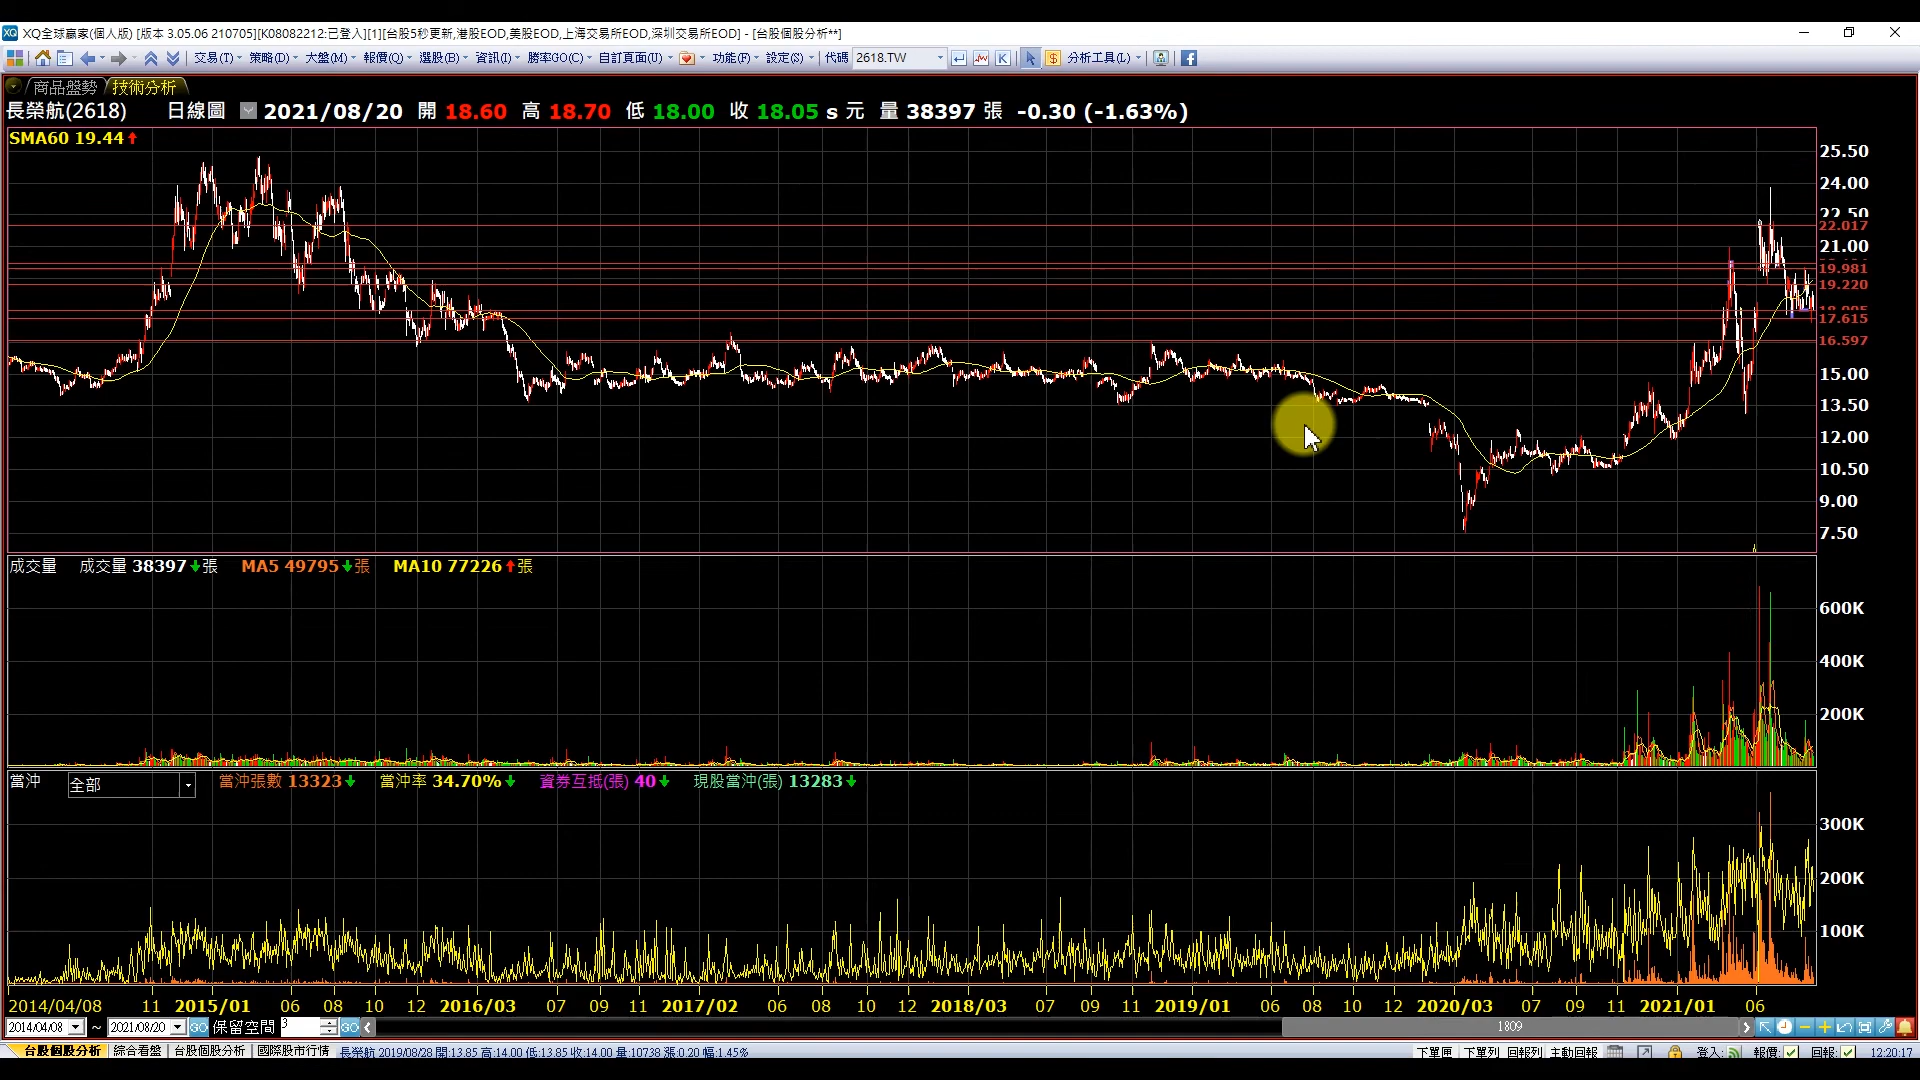 XQ全球贏家(個人版) [版本 3.05.06 210705][K08082212:已登入][1][台股5秒更新,港股EOD,美股EOD,上海交易所EOD,深圳交易所EOD] - [台股個股分析**]
交易(T) 策略(D) 大盤(M) 報價(Q) 選股(B) 資訊(I) 勝率GO(C) 自訂頁面(U) 功能(F) 設定(S) 代碼 2618.TW K $ 分析工具(L)
商品盤勢 技術分析
長榮航(2618) 日線圖 2021/08/20 開 18.60 高 18.70 低 18.00 收 18.05 s 元 量 38397 張 -0.30 (-1.63%)
SMA60 19.44
25.50
24.00
22.50
22.017
21.00
19.981
19.220
17.615
16.597
15.00
13.50
12.00
10.50
9.00
7.50
成交量 成交量 38397 張 MA5 49795 張 MA10 77226 張
600K
400K
200K
當沖 全部 當沖張數 13323 當沖率 34.70% 資券互抵(張) 40 現股當沖(張) 13283
300K
200K
100K
2014/04/08 11 2015/01 06 08 10 12 2016/03 07 09 11 2017/02 06 08 10 12 2018/03 07 09 11 2019/01 06 08 10 12 2020/03 07 09 11 2021/01 06
2014/04/08 ~ 2021/08/20 GO 保留空間 3 GO 1809
台股個股分析 綜合看盤 台股個股分析 國際股市行情 長榮航 2019/08/28 開:13.85 高:14.00 低:13.85 收:14.00 量:10738 漲:0.20 幅:1.45% 下單匣 下單列 回報列 主動回報 登入: 報價: 回報: 12:20:17